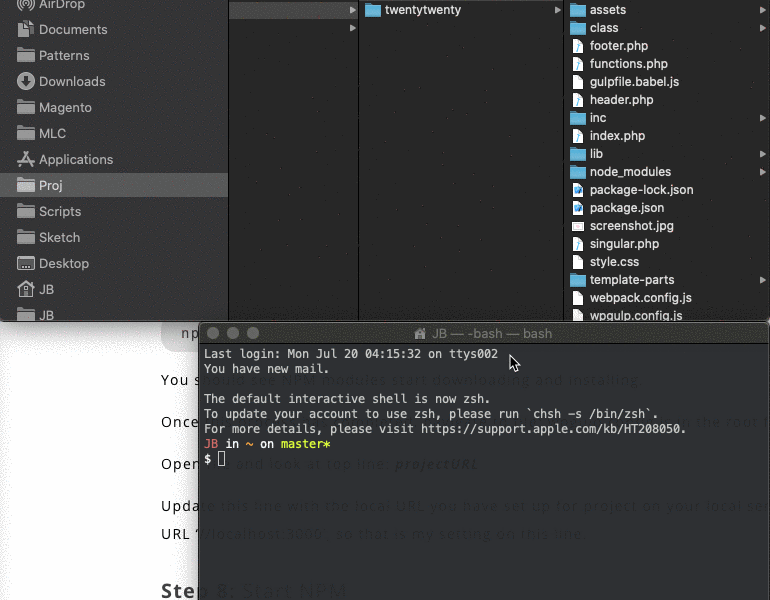 AirDrop
Documents
Patterns
Downloads
Magento
MLC
Applications
Proj
Scripts
Sketch
Desktop
JB
JB
twentytwenty
assets
class
footer.php
functions.php
gulpfile.babel.js
header.php
inc
index.php
lib
node_modules
package-lock.json
package.json
screenshot.jpg
singular.php
style.css
template-parts
webpack.config.js
wpgulp.config.js
JB — -bash — bash
Last login: Mon Jul 20 04:15:32 on ttys002
You have new mail.
The default interactive shell is now zsh.
To update your account to use zsh, please run `chsh -s /bin/zsh`.
For more details, please visit https://support.apple.com/kb/HT208050.
JB in ~ on master*
$
np
You should see NPM modules start downloading and installing
Once the root f
Open and look at top line projectURL
Update this line with the local URL you have set up for project on your local se
URL localhost 3000 so that is my setting on this line
Step 8: Start NPM